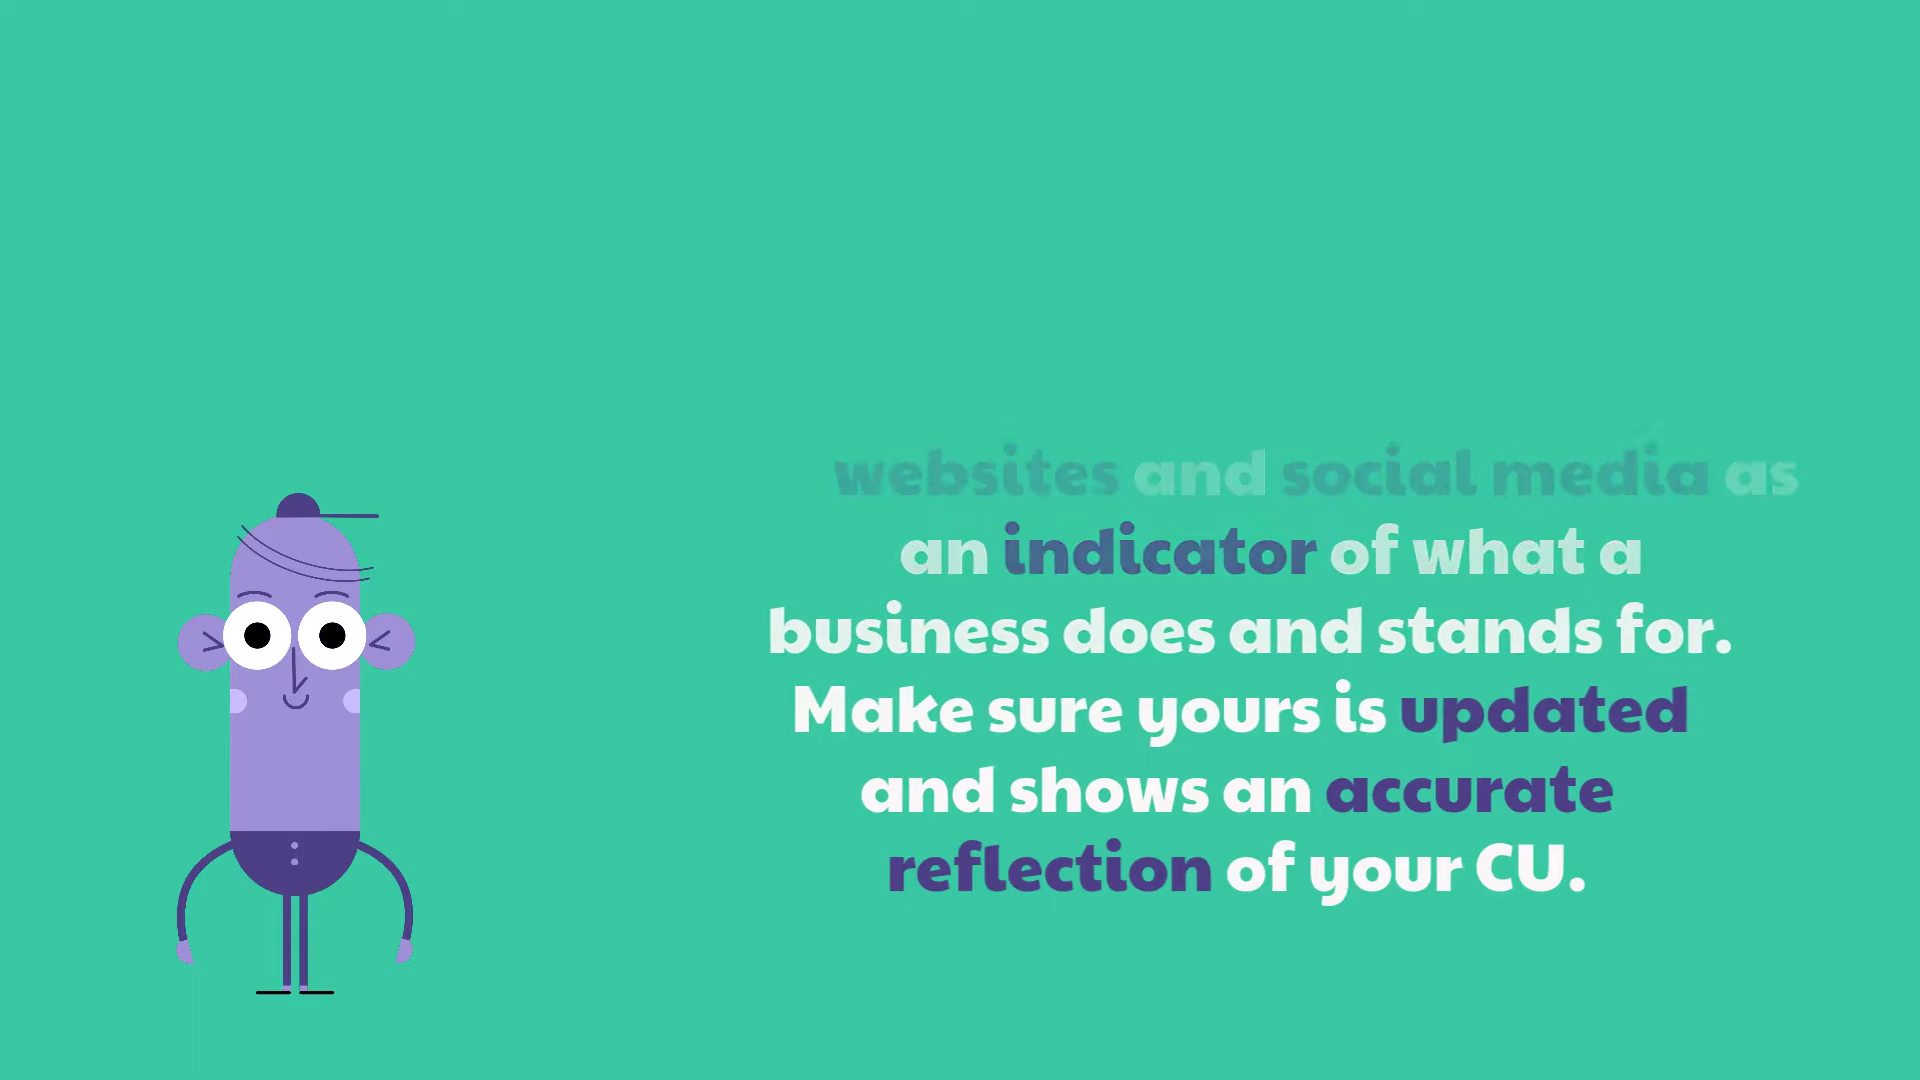 websites and social media as
an indicator of what a
business does and stands for.
Make sure yours is updated
and shows an accurate
reflection of your CU.